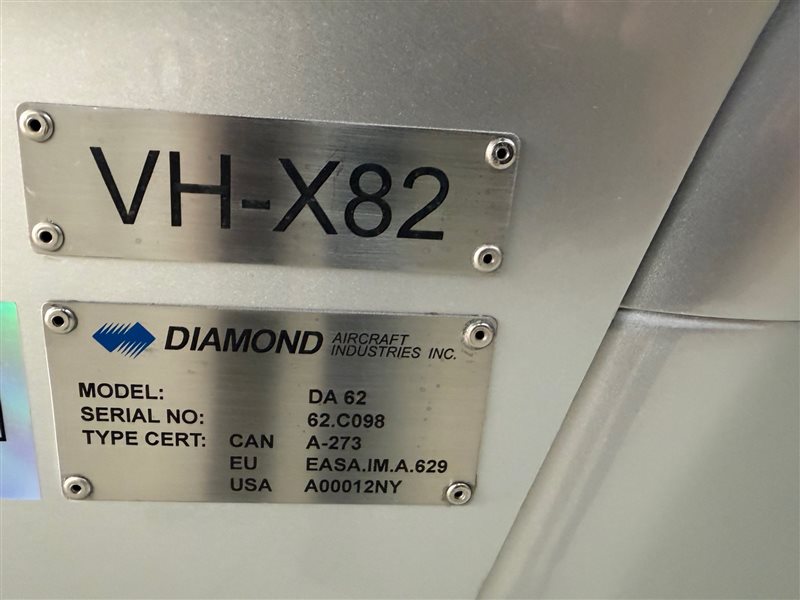 VH-X82
DIAMOND AIRCRAFT INDUSTRIES INC.
MODEL: DA 62
SERIAL NO: 62.C098
TYPE CERT: CAN A-273
EU EASA.IM.A.629
USA A00012NY